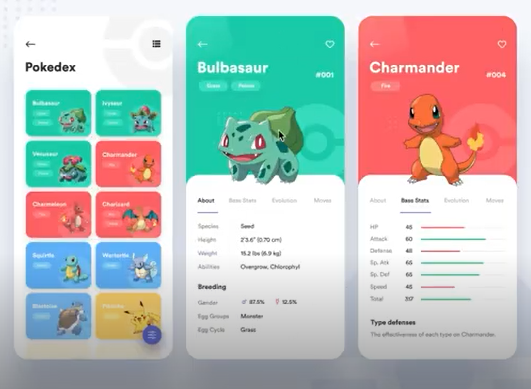 Pokedex
Bulbasaur
Ivysaur
Venusaur
Charmander
Charmeleon
Charizard
Squirtle
Wartortle
Blastoise
Pikachu
Bulbasaur
#001
Grass
Poison
About
Base Stats
Evolution
Moves
Species Seed
Height 2'3.6" (0.70 cm)
Weight 15.2 lbs (6.9 kg)
Abilities Overgrow, Chlorophyl
Breeding
Gender ♂ 87.5% ♀ 12.5%
Egg Groups Monster
Egg Cycle Grass
Charmander
#004
Fire
About
Base Stats
Evolution
Moves
HP 45
Attack 60
Defense
Sp. Atk 65
Sp. Def 65
Speed 45
Total 317
Type defenses
The effectiveness of each type on Charmander.